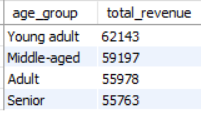 age_group total_revenue
Young adult 62143
Middle-aged 59197
Adult 55978
Senior 55763